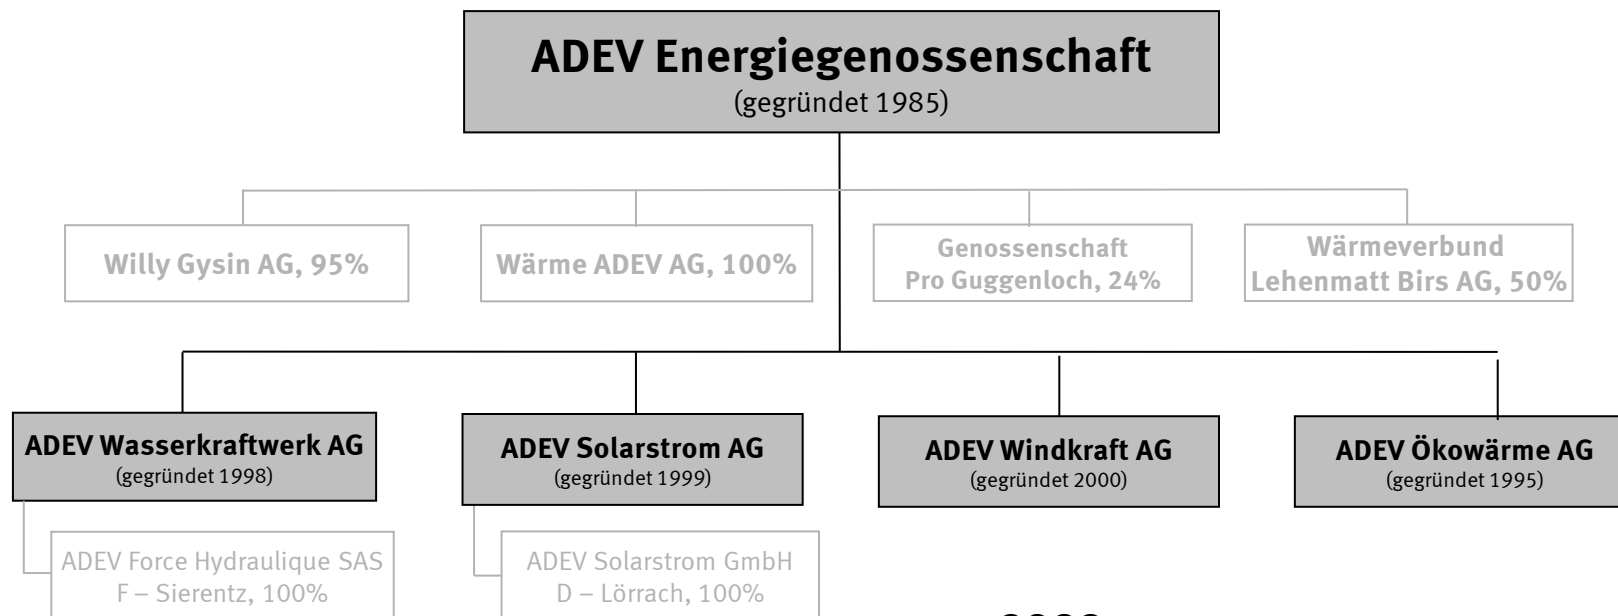 ADEV Energiegenossenschaft
(gegründet 1985)
Willy Gysin AG, 95%
Wärme ADEV AG, 100%
Genossenschaft
Pro Guggenloch, 24%
Wärmeverbund
Lehenmatt Birs AG, 50%
ADEV Wasserkraftwerk AG
(gegründet 1998)
ADEV Solarstrom AG
(gegründet 1999)
ADEV Windkraft AG
(gegründet 2000)
ADEV Ökowärme AG
(gegründet 1995)
ADEV Force Hydraulique SAS
F – Sierentz, 100%
ADEV Solarstrom GmbH
D – Lörrach, 100%